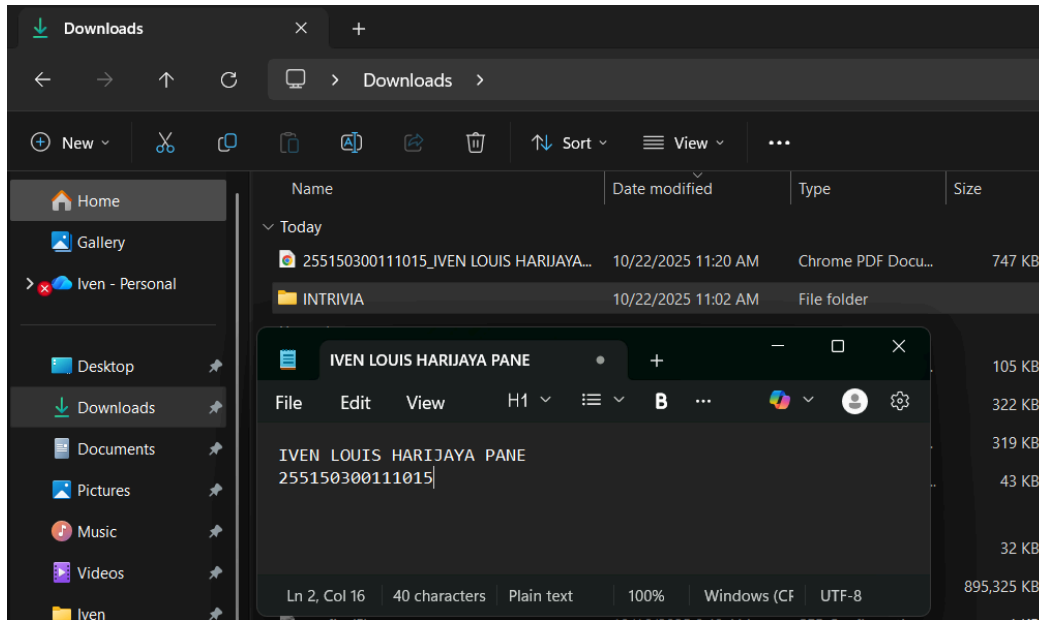 Downloads
Downloads
New
Sort
View
Name Date modified Type Size
Home
Gallery
Iven - Personal
Desktop
Downloads
Documents
Pictures
Music
Videos
Iven
Today
255150300111015_IVEN LOUIS HARIJAYA... 10/22/2025 11:20 AM Chrome PDF Docu... 747 KB
INTRIVIA 10/22/2025 11:02 AM File folder
105 KB
322 KB
319 KB
43 KB
32 KB
895,325 KB
IVEN LOUIS HARIJAYA PANE
File Edit View H1 B
IVEN LOUIS HARIJAYA PANE
255150300111015
Ln 2, Col 16 40 characters Plain text 100% Windows (CF UTF-8